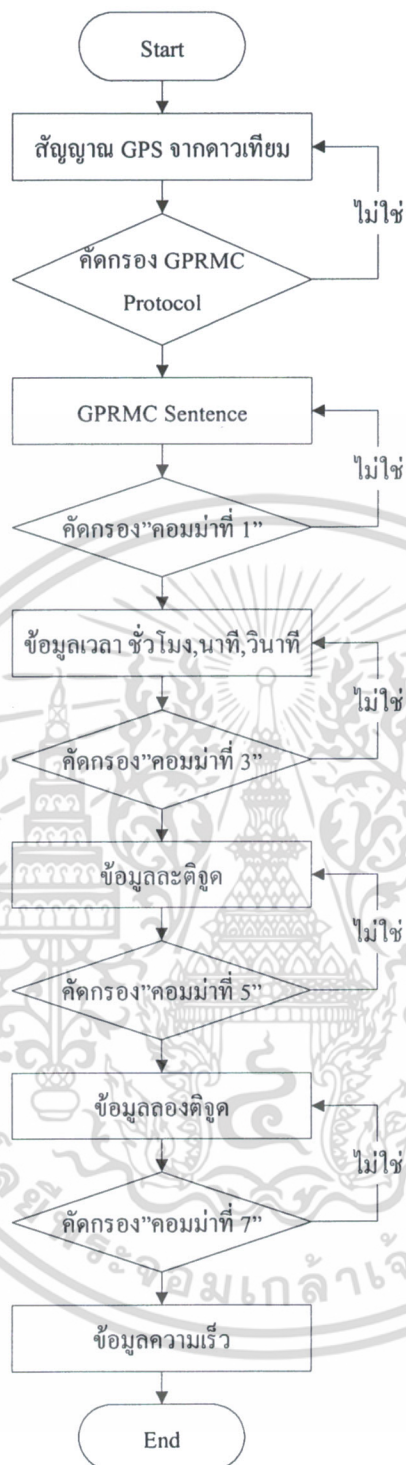 Start
สัญญาณ GPS จากดาวเทียม
ไม่ใช่
คัดกรอง GPRMC
Protocol
GPRMC Sentence
ไม่ใช่
คัดกรอง”คอมม่าที่ 1”
ข้อมูลเวลา ชั่วโมง,นาที,วินาที
ไม่ใช่
คัดกรอง”คอมม่าที่ 3”
ข้อมูลละติจูด
ไม่ใช่
คัดกรอง”คอมม่าที่ 5”
ข้อมูลลองติจูด
ไม่ใช่
คัดกรอง”คอมม่าที่ 7”
ข้อมูลความเร็ว
End